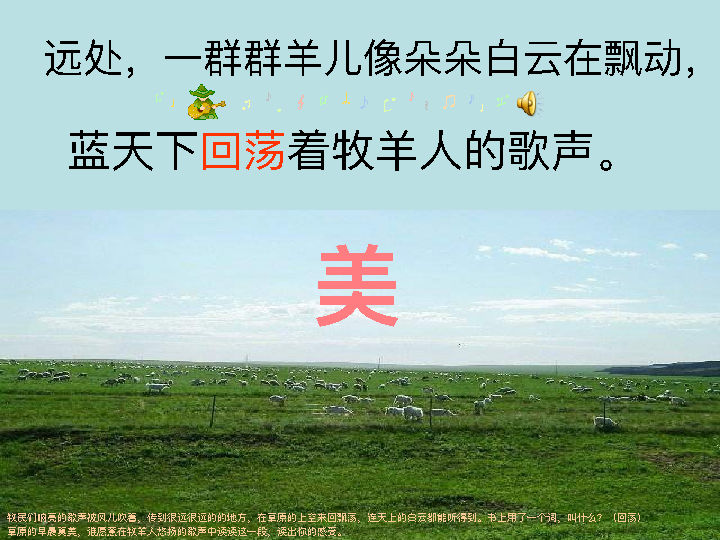 远处，一群群羊儿像朵朵白云在飘动，
蓝天下回荡着牧羊人的歌声。
美
牧民们响亮的歌声被风儿吹着，传到很远很远的的地方，在草原的上空来回飘荡，连天上的白云都能听得到。书上用了一个词，叫什么？（回荡）
草原的早晨真美，谁愿意在牧羊人悠扬的歌声中读读这一段，读出你的感受。